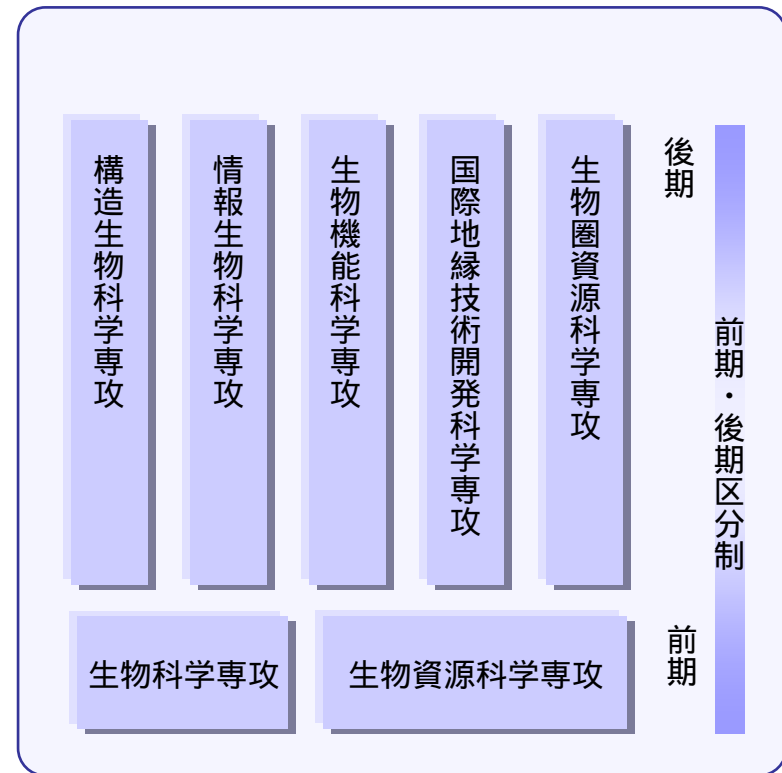 構造生物科学専攻
情報生物科学専攻
生物機能科学専攻
国際地縁技術開発科学専攻
生物圏資源科学専攻
後期
前期・後期区分制
生物科学専攻
生物資源科学専攻
前期